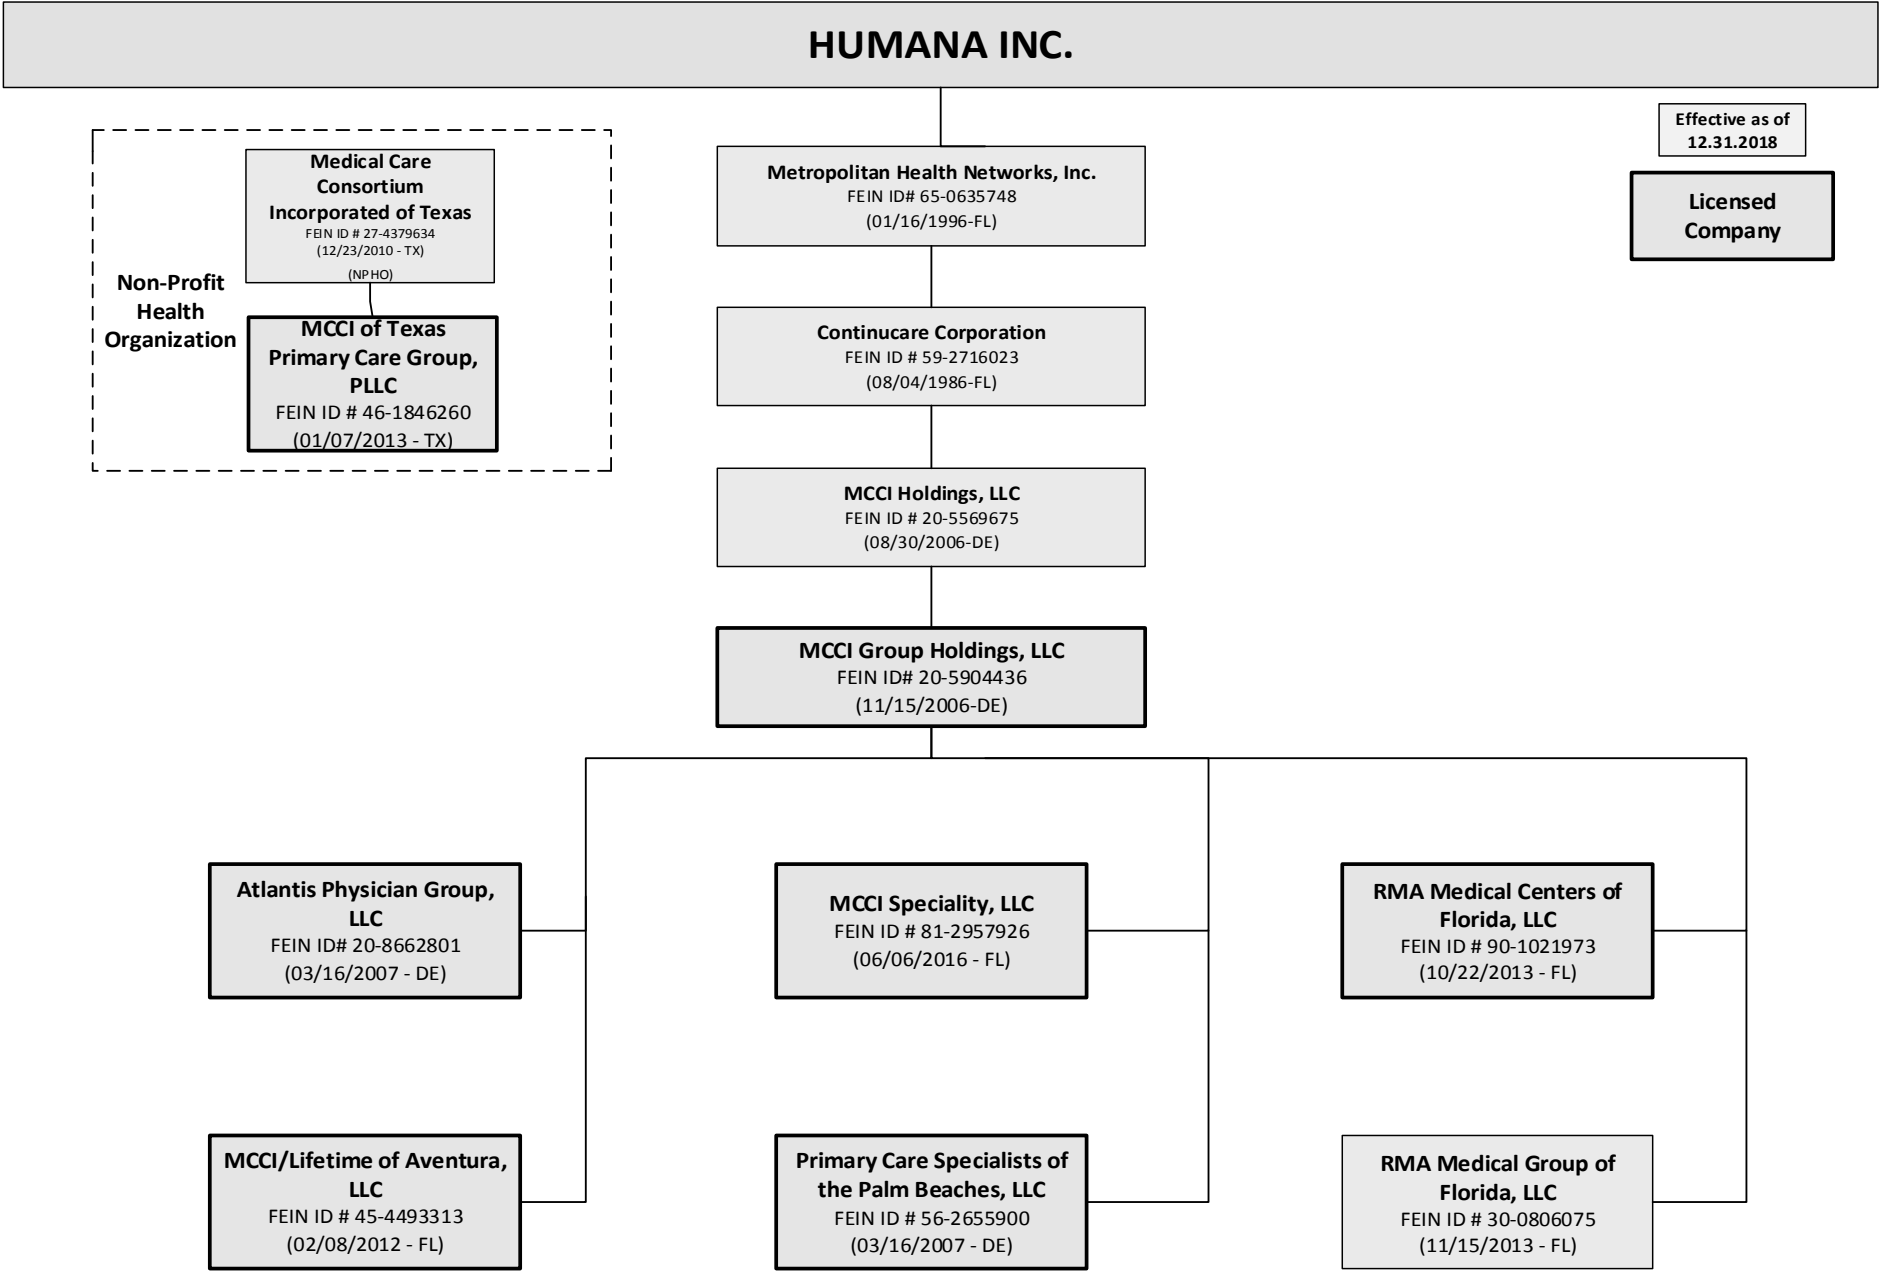 HUMANA INC.
Effective as of
12.31.2018
Licensed
Company
Non-Profit
Health
Organization
Medical Care
Consortium
Incorporated of Texas
FEIN ID # 27-4379634
(12/23/2010 - TX)
(NPHO)
MCCI of Texas
Primary Care Group,
PLLC
FEIN ID # 46-1846260
(01/07/2013 - TX)
Metropolitan Health Networks, Inc.
FEIN ID# 65-0635748
(01/16/1996-FL)
Continucare Corporation
FEIN ID # 59-2716023
(08/04/1986-FL)
MCCI Holdings, LLC
FEIN ID # 20-5569675
(08/30/2006-DE)
MCCI Group Holdings, LLC
FEIN ID# 20-5904436
(11/15/2006-DE)
Atlantis Physician Group,
LLC
FEIN ID# 20-8662801
(03/16/2007 - DE)
MCCI Speciality, LLC
FEIN ID # 81-2957926
(06/06/2016 - FL)
RMA Medical Centers of
Florida, LLC
FEIN ID # 90-1021973
(10/22/2013 - FL)
MCCI/Lifetime of Aventura,
LLC
FEIN ID # 45-4493313
(02/08/2012 - FL)
Primary Care Specialists of
the Palm Beaches, LLC
FEIN ID # 56-2655900
(03/16/2007 - DE)
RMA Medical Group of
Florida, LLC
FEIN ID # 30-0806075
(11/15/2013 - FL)